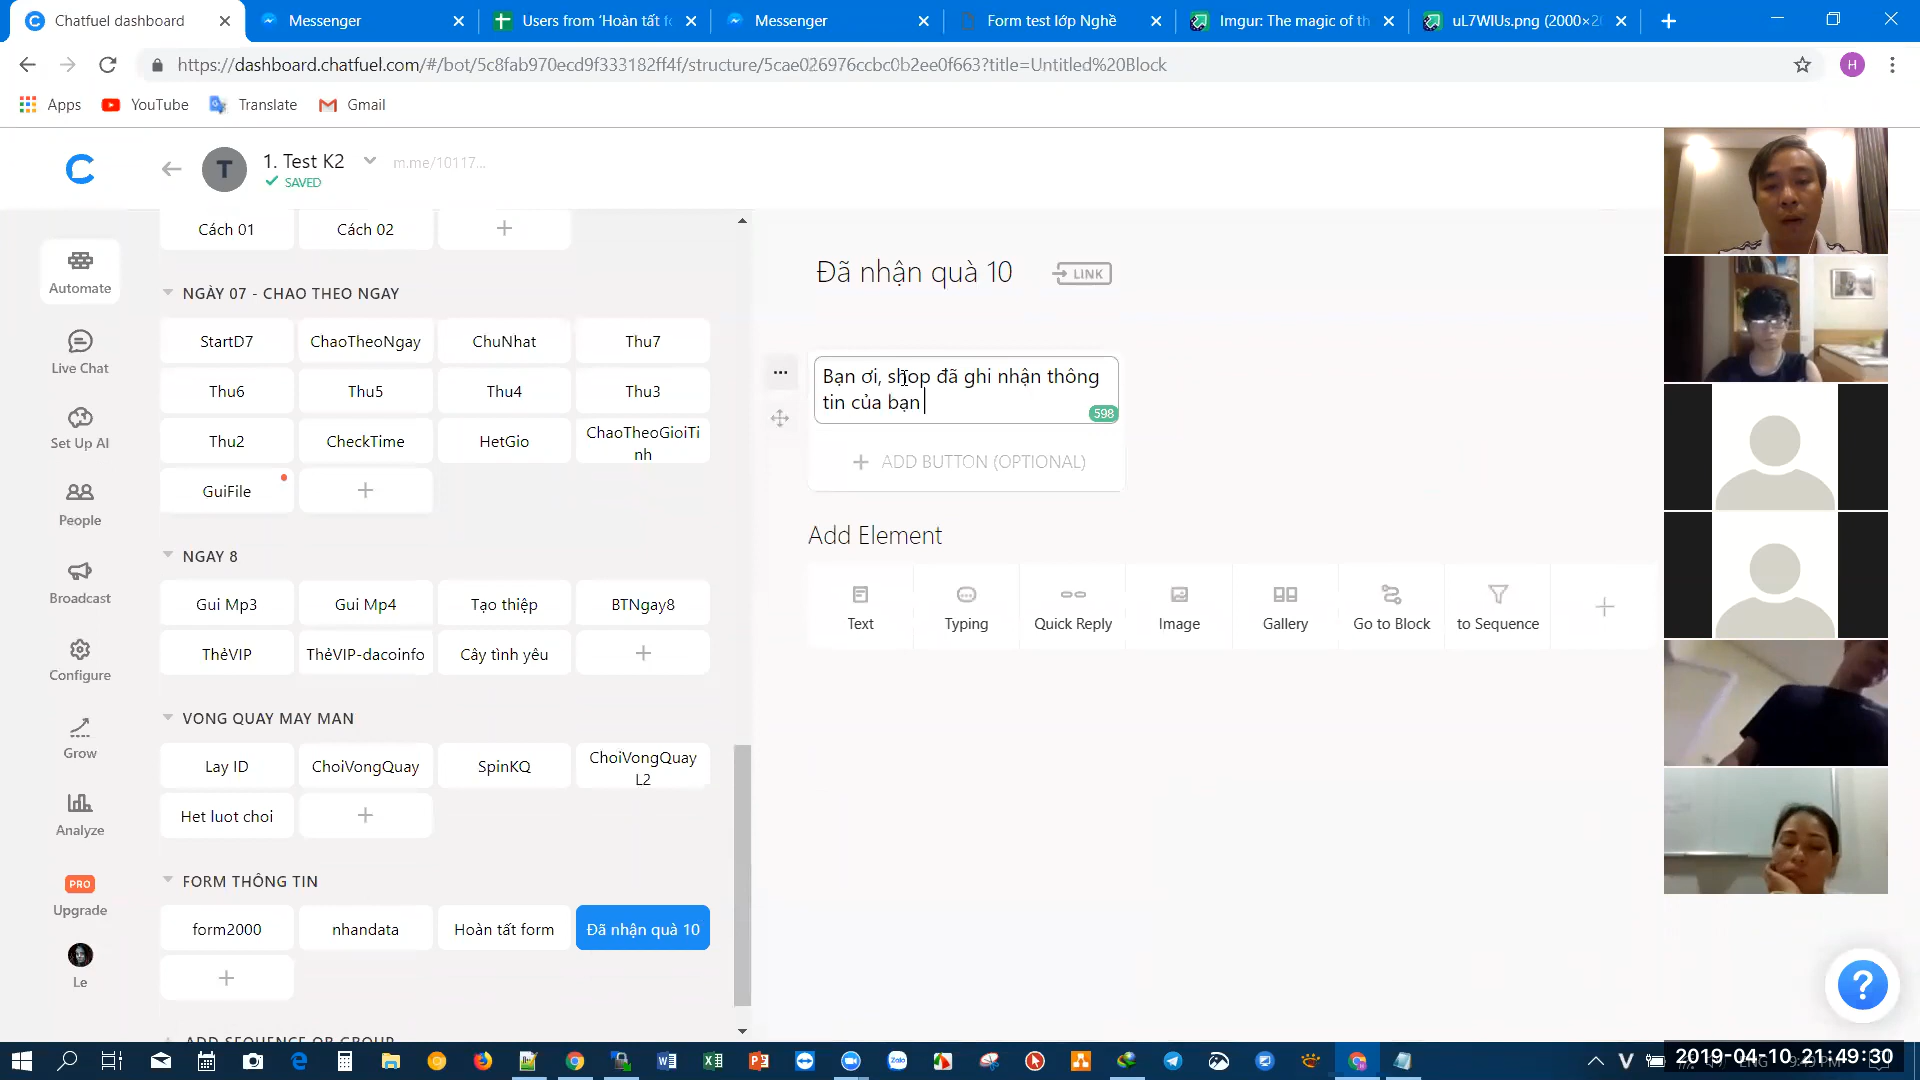 Chatfuel dashboard
Messenger
Users from 'Hoàn tất
Messenger
Form test lớp Nghề
Imgur: The magic of th
uL7WIUs.png (2000×2
https://dashboard.chatfuel.com/#/bot/5c8fab970ecd9f333182ff4f/structure/5cae026976ccbc0b2ee0f663?title=Untitled%20Block
H
Apps
YouTube
Translate
Gmail
T
1. Test K2
m.me/10117...
SAVED
Automate
Live Chat
Set Up AI
People
Broadcast
Configure
Grow
Analyze
PRO
Upgrade
Le
Cách 01
Cách 02
NGÀY 07 - CHAO THEO NGAY
StartD7
ChaoTheoNgay
ChuNhat
Thu7
Thu6
Thu5
Thu4
Thu3
Thu2
CheckTime
HetGio
ChaoTheoGioiTi
nh
GuiFile
NGAY 8
Gui Mp3
Gui Mp4
Tạo thiệp
BTNgay8
ThẻVIP
ThẻVIP-dacoinfo
Cây tình yêu
VONG QUAY MAY MAN
Lay ID
ChoiVongQuay
SpinKQ
ChoiVongQuay
L2
Het luot choi
FORM THÔNG TIN
form2000
nhandata
Hoàn tất form
Đã nhận quà 10
ADD SEQUENCE OR GROUP
Đã nhận quà 10
LINK
Bạn ơi, shop đã ghi nhận thông
tin của bạn
598
ADD BUTTON (OPTIONAL)
Add Element
Text
Typing
Quick Reply
Image
Gallery
Go to Block
to Sequence
?
Zalo
V
2019-04-10 21:49:30